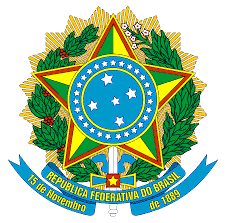 REPÚBLICA FEDERATIVA DO BRASIL
15 de Novembro
de 1889